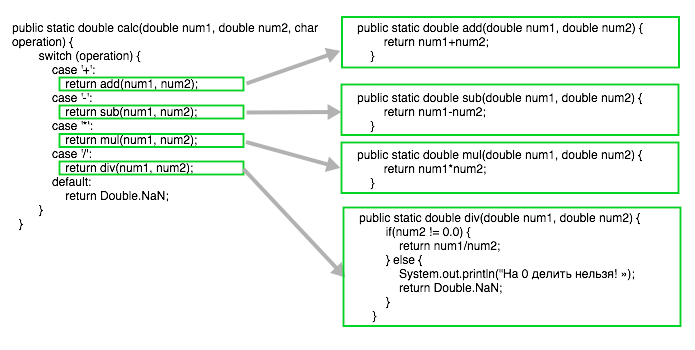 public static double calc(double num1, double num2, char
operation) {
switch (operation) {
case '+':
return add(num1, num2);
case '-':
return sub(num1, num2);
case '*':
return mul(num1, num2);
case '/':
return div(num1, num2);
default:
return Double.NaN;
}
}
public static double add(double num1, double num2) {
return num1+num2;
}
public static double sub(double num1, double num2) {
return num1-num2;
}
public static double mul(double num1, double num2) {
return num1*num2;
}
public static double div(double num1, double num2) {
if(num2 != 0.0) {
return num1/num2;
} else {
System.out.println("На 0 делить нельзя! »);
return Double.NaN;
}
}